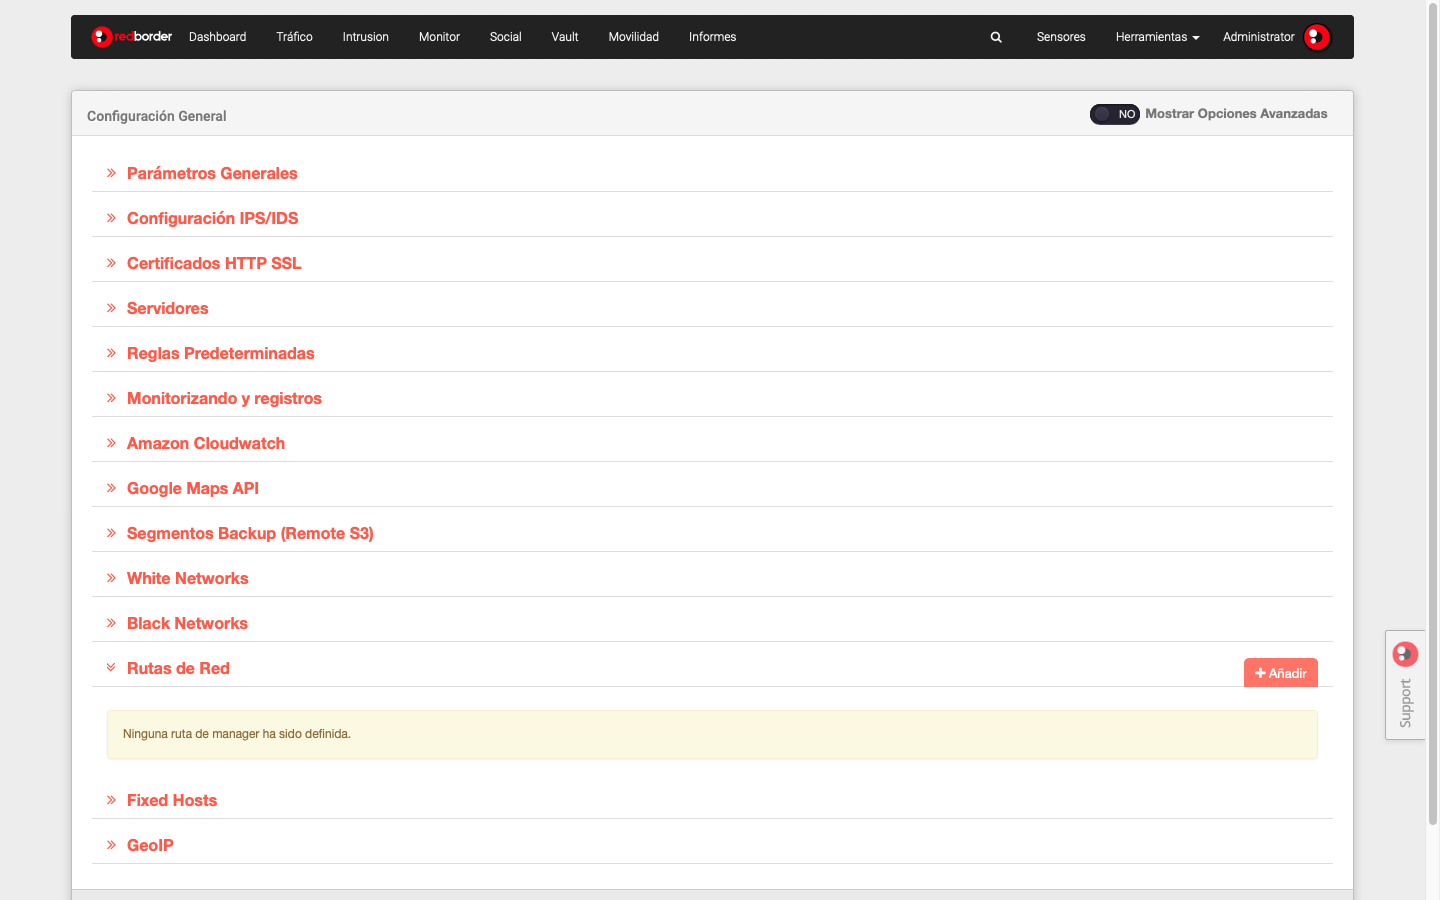 redborder Dashboard Tráfico Intrusion Monitor Social Vault Movilidad Informes Sensores Herramientas Administrator
Configuración General NO Mostrar Opciones Avanzadas
Parámetros Generales
Configuración IPS/IDS
Certificados HTTP SSL
Servidores
Reglas Predeterminadas
Monitorizando y registros
Amazon Cloudwatch
Google Maps API
Segmentos Backup (Remote S3)
White Networks
Black Networks
Rutas de Red
Añadir
Ninguna ruta de manager ha sido definida.
Fixed Hosts
GeoIP
Support